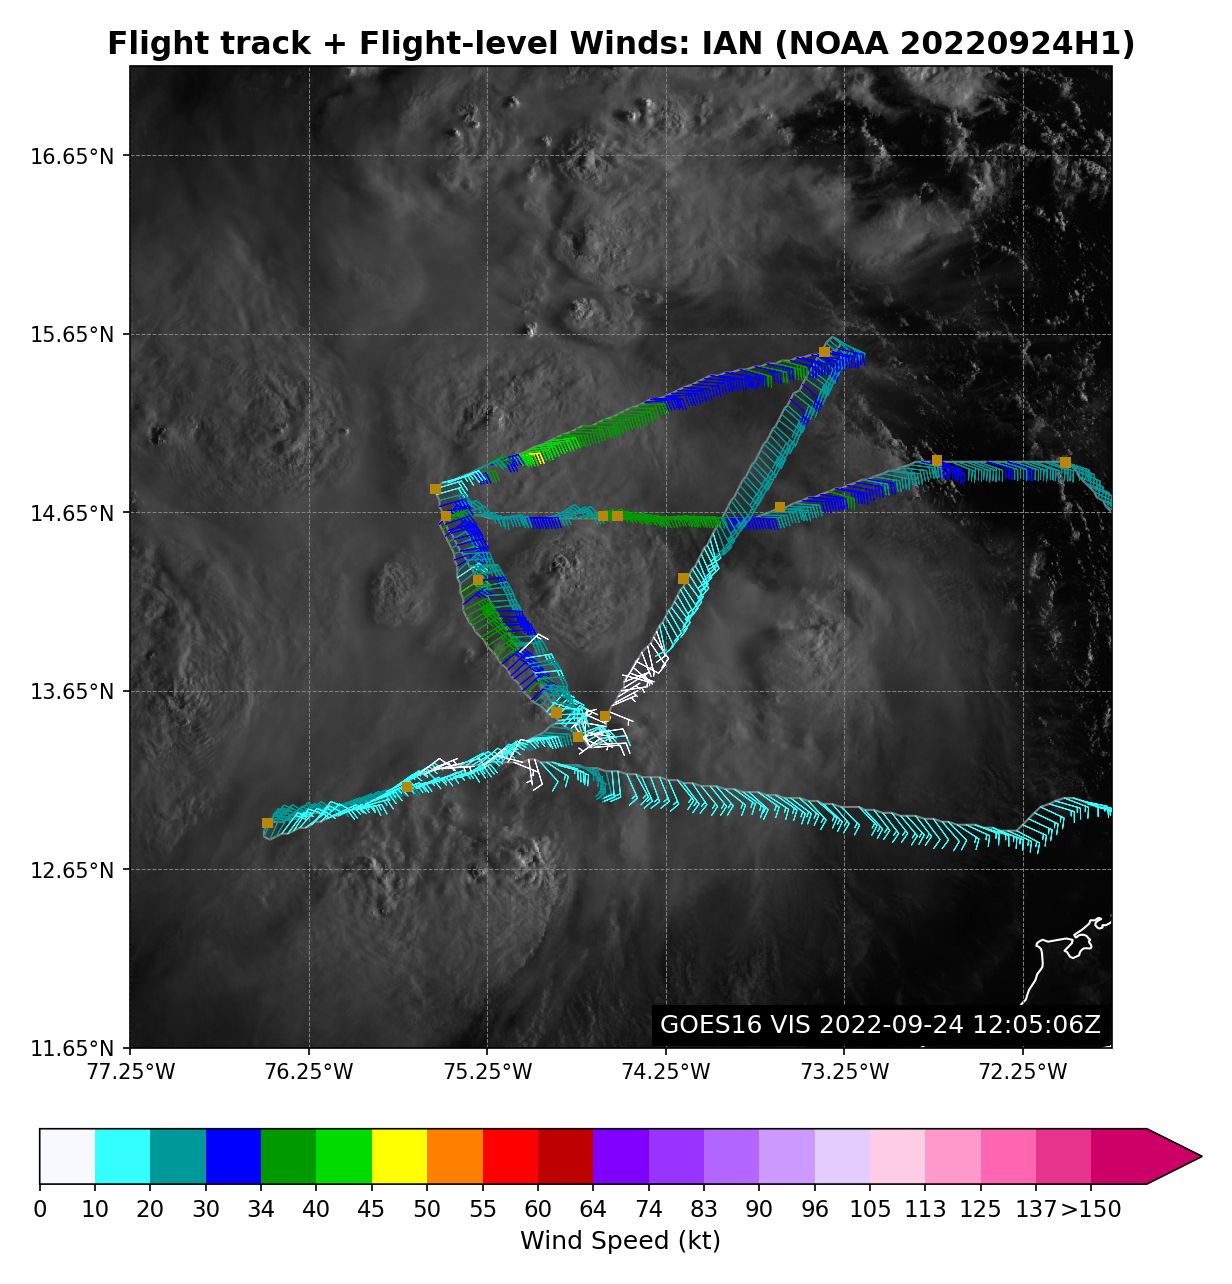 Flight track + Flight-level Winds: IAN (NOAA 20220924H1)
16.65°N
15.65°N
14.65°N
13.65°N
12.65°N
11.65°N
GOES16 VIS 2022-09-24 12:05:06Z
77.25°W 76.25°W 75.25°W 74.25°W 73.25°W 72.25°W
0 10 20 30 34 40 45 50 55 60 64 74 83 90 96 105 113 125 137 >150
Wind Speed (kt)